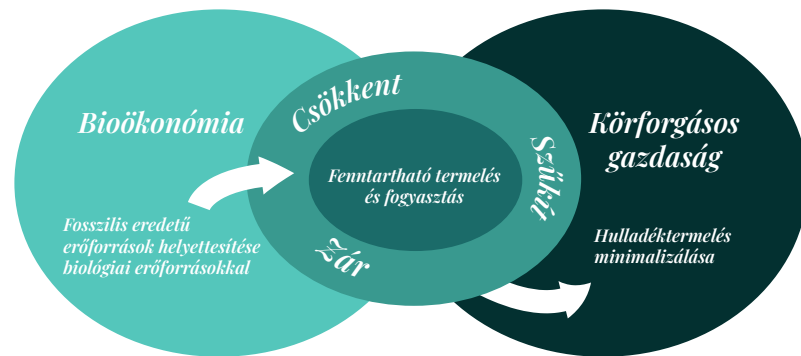 Bioökonómia
Fosszilis eredetű
erőforrások helyettesítése
biológiai erőforrásokkal
Csökkent
Szűkít
Zár
Fenntartható termelés
és fogyasztás
Körforgásos
gazdaság
Hulladéktermelés
minimalizálása